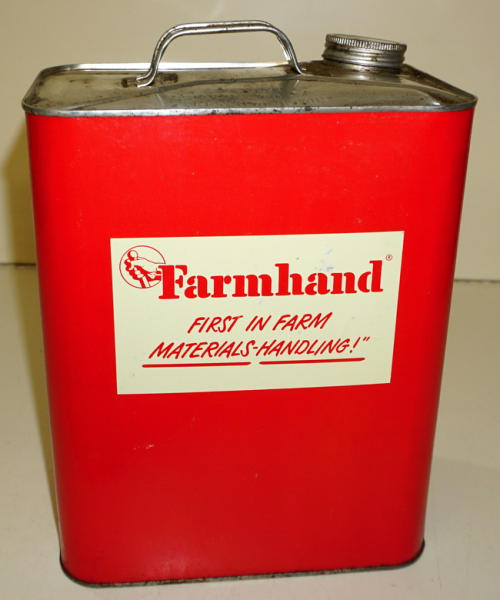 Farmhand®
FIRST IN FARM
MATERIALS-HANDLING!"